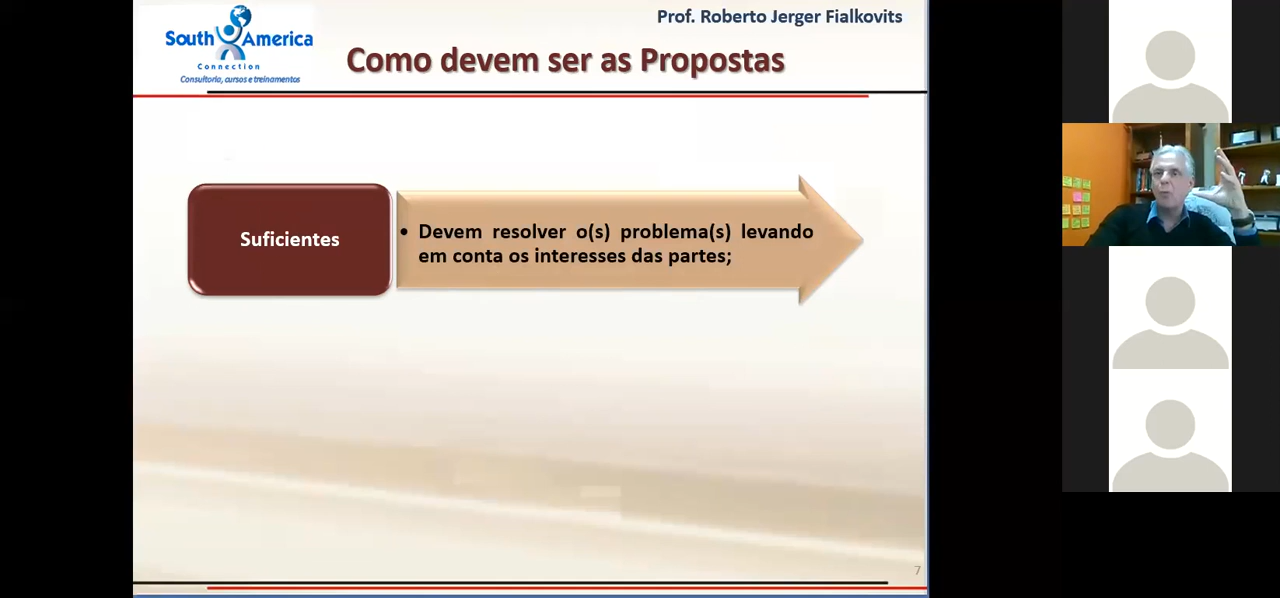 Prof. Roberto Jerger Fialkovits
South America
Connection
Consultoria, cursos e treinamentos
Como devem ser as Propostas
Suficientes
• Devem resolver o(s) problema(s) levando
em conta os interesses das partes;
7